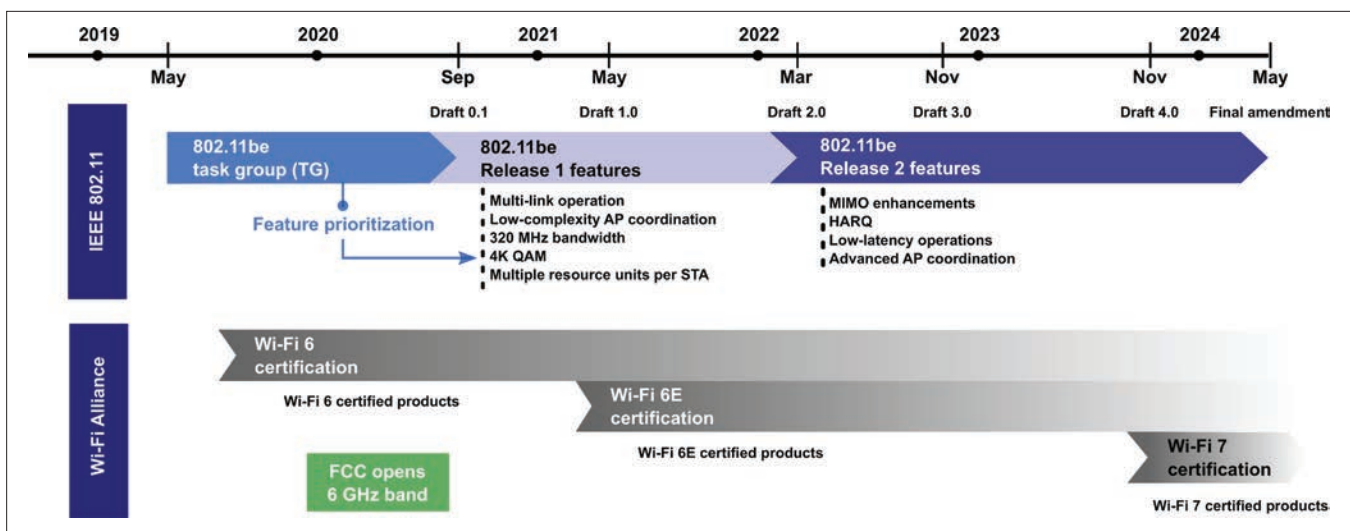 2019 2020 2021 2022 2023 2024
May Sep May Mar Nov Nov May
Draft 0.1 Draft 1.0 Draft 2.0 Draft 3.0 Draft 4.0 Final amendment
IEEE 802.11
802.11be
task group (TG)
Feature prioritization
802.11be
Release 1 features
Multi-link operation
Low-complexity AP coordination
320 MHz bandwidth
4K QAM
Multiple resource units per STA
802.11be
Release 2 features
MIMO enhancements
HARQ
Low-latency operations
Advanced AP coordination
Wi-Fi Alliance
Wi-Fi 6
certification
Wi-Fi 6 certified products
FCC opens
6 GHz band
Wi-Fi 6E
certification
Wi-Fi 6E certified products
Wi-Fi 7
certification
Wi-Fi 7 certified products